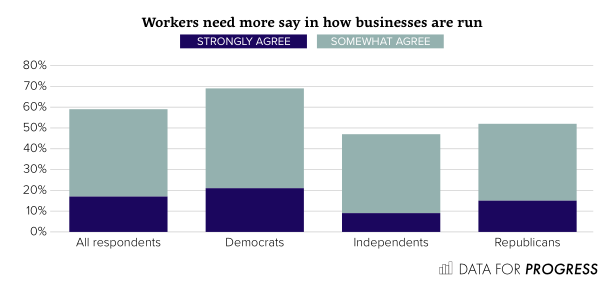 Workers need more say in how businesses are run
STRONGLY AGREE SOMEWHAT AGREE
80%
70%
60%
50%
40%
30%
20%
10%
0%
All respondents Democrats Independents Republicans
DATA FOR PROGRESS